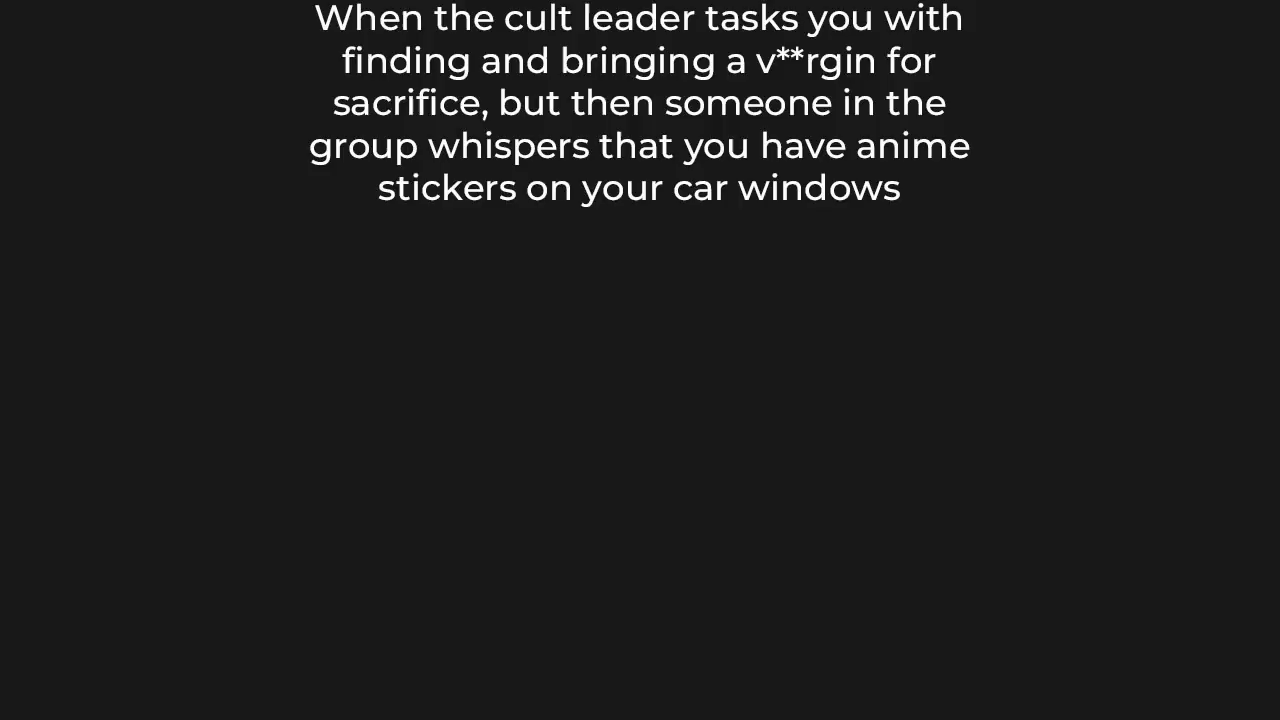 When the cult leader tasks you with
finding and bringing a v**rgin for
sacrifice, but then someone in the
group whispers that you have anime
stickers on your car windows